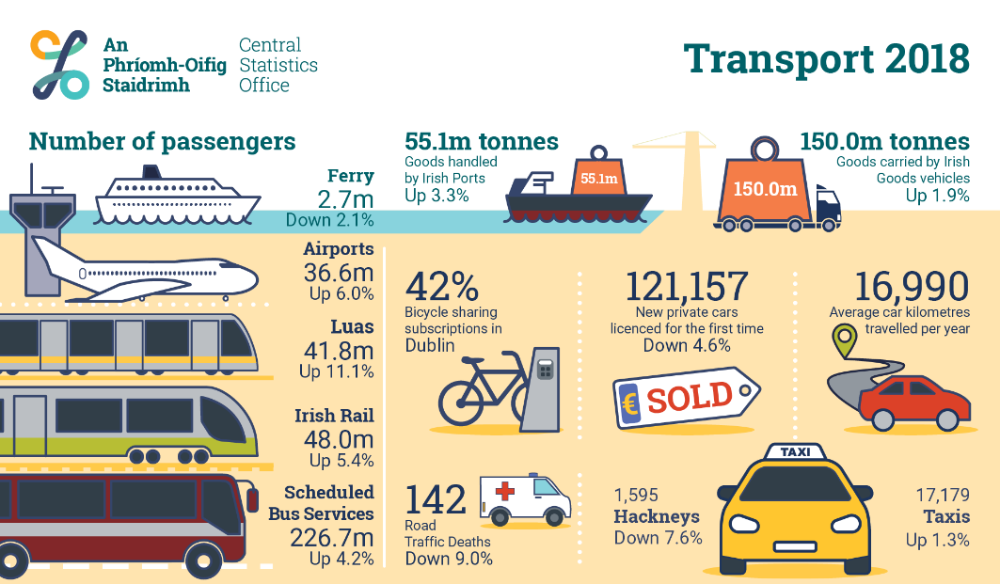 An
Phríomh-Oifig
Staidrimh
Central
Statistics
Office
Transport 2018
Number of passengers
Ferry
2.7m
Down 2.1%
Airports
36.6m
Up 6.0%
Luas
41.8m
Up 11.1%
Irish Rail
48.0m
Up 5.4%
Scheduled
Bus Services
226.7m
Up 4.2%
55.1m tonnes
Goods handled
by Irish Ports
Up 3.3%
55.1m
150.0m tonnes
Goods carried by Irish
Goods vehicles
Up 1.9%
150.0m
42%
Bicycle sharing
subscriptions in
Dublin
121,157
New private cars
licenced for the first time
Down 4.6%
€ SOLD
16,990
Average car kilometres
travelled per year
142
Road
Traffic Deaths
Down 9.0%
1,595
Hackneys
Down 7.6%
TAXI
17,179
Taxis
Up 1.3%